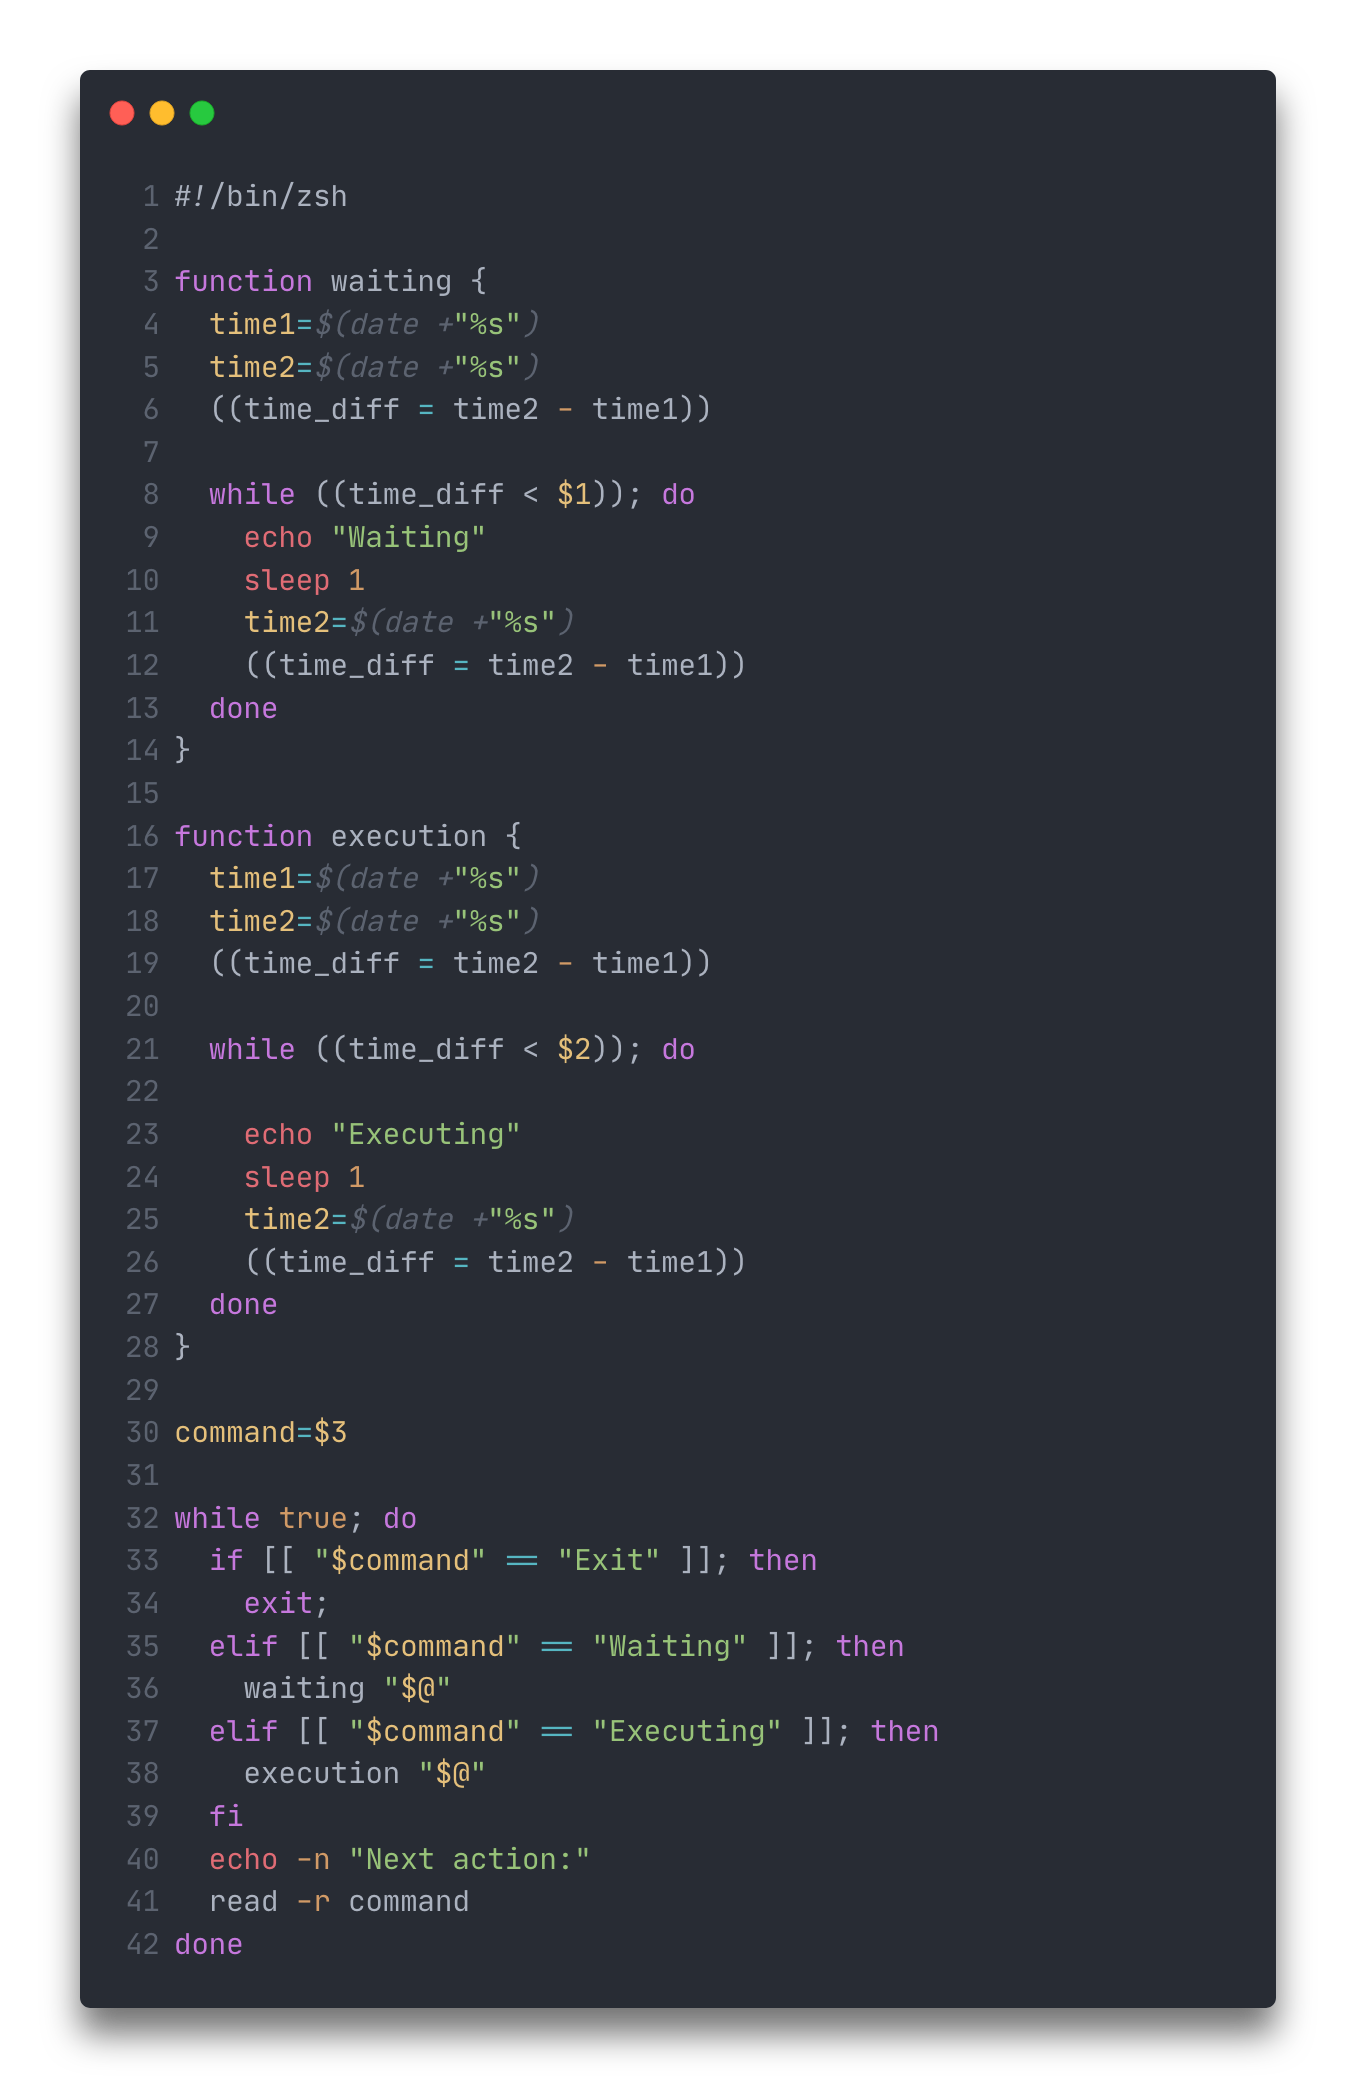 1 #!/bin/zsh
2
3 function waiting {
4   time1=$(date +"%s")
5   time2=$(date +"%s")
6   ((time_diff = time2 - time1))
7
8   while ((time_diff < $1)); do
9     echo "Waiting"
10     sleep 1
11     time2=$(date +"%s")
12     ((time_diff = time2 - time1))
13   done
14 }
15
16 function execution {
17   time1=$(date +"%s")
18   time2=$(date +"%s")
19   ((time_diff = time2 - time1))
20
21   while ((time_diff < $2)); do
22
23     echo "Executing"
24     sleep 1
25     time2=$(date +"%s")
26     ((time_diff = time2 - time1))
27   done
28 }
29
30 command=$3
31
32 while true; do
33   if [[ "$command" == "Exit" ]]; then
34     exit;
35   elif [[ "$command" == "Waiting" ]]; then
36     waiting "$@"
37   elif [[ "$command" == "Executing" ]]; then
38     execution "$@"
39   fi
40   echo -n "Next action:"
41   read -r command
42 done